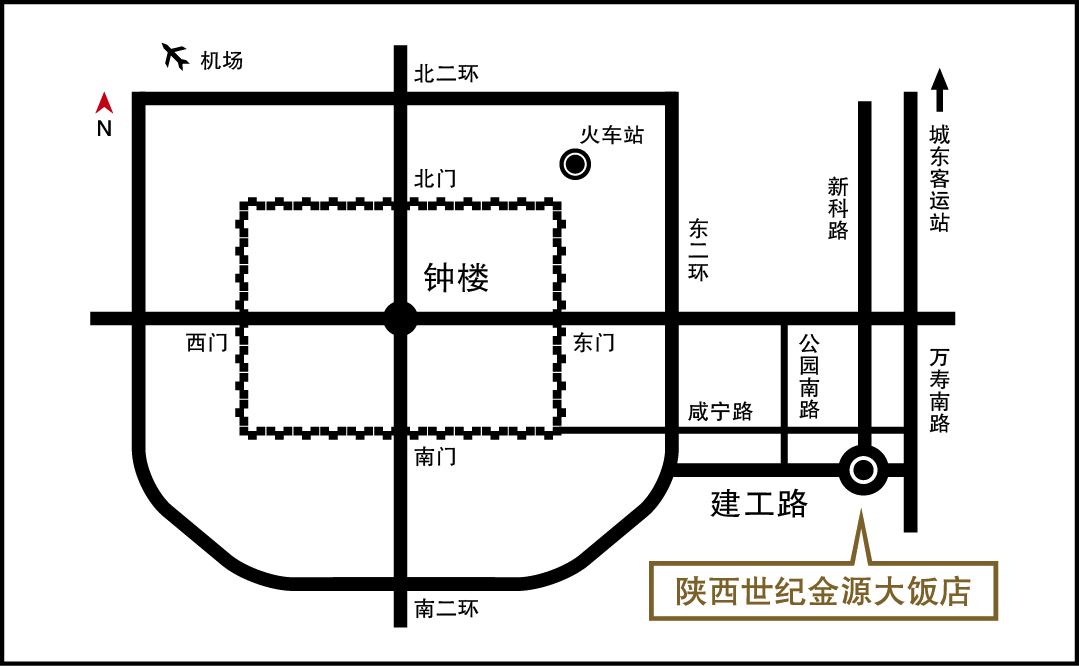 机场
北二环
N
火车站
城东客运站
北门
新科路
东二环
钟楼
西门
东门
公园南路
万寿南路
咸宁路
南门
建工路
陕西世纪金源大饭店
南二环